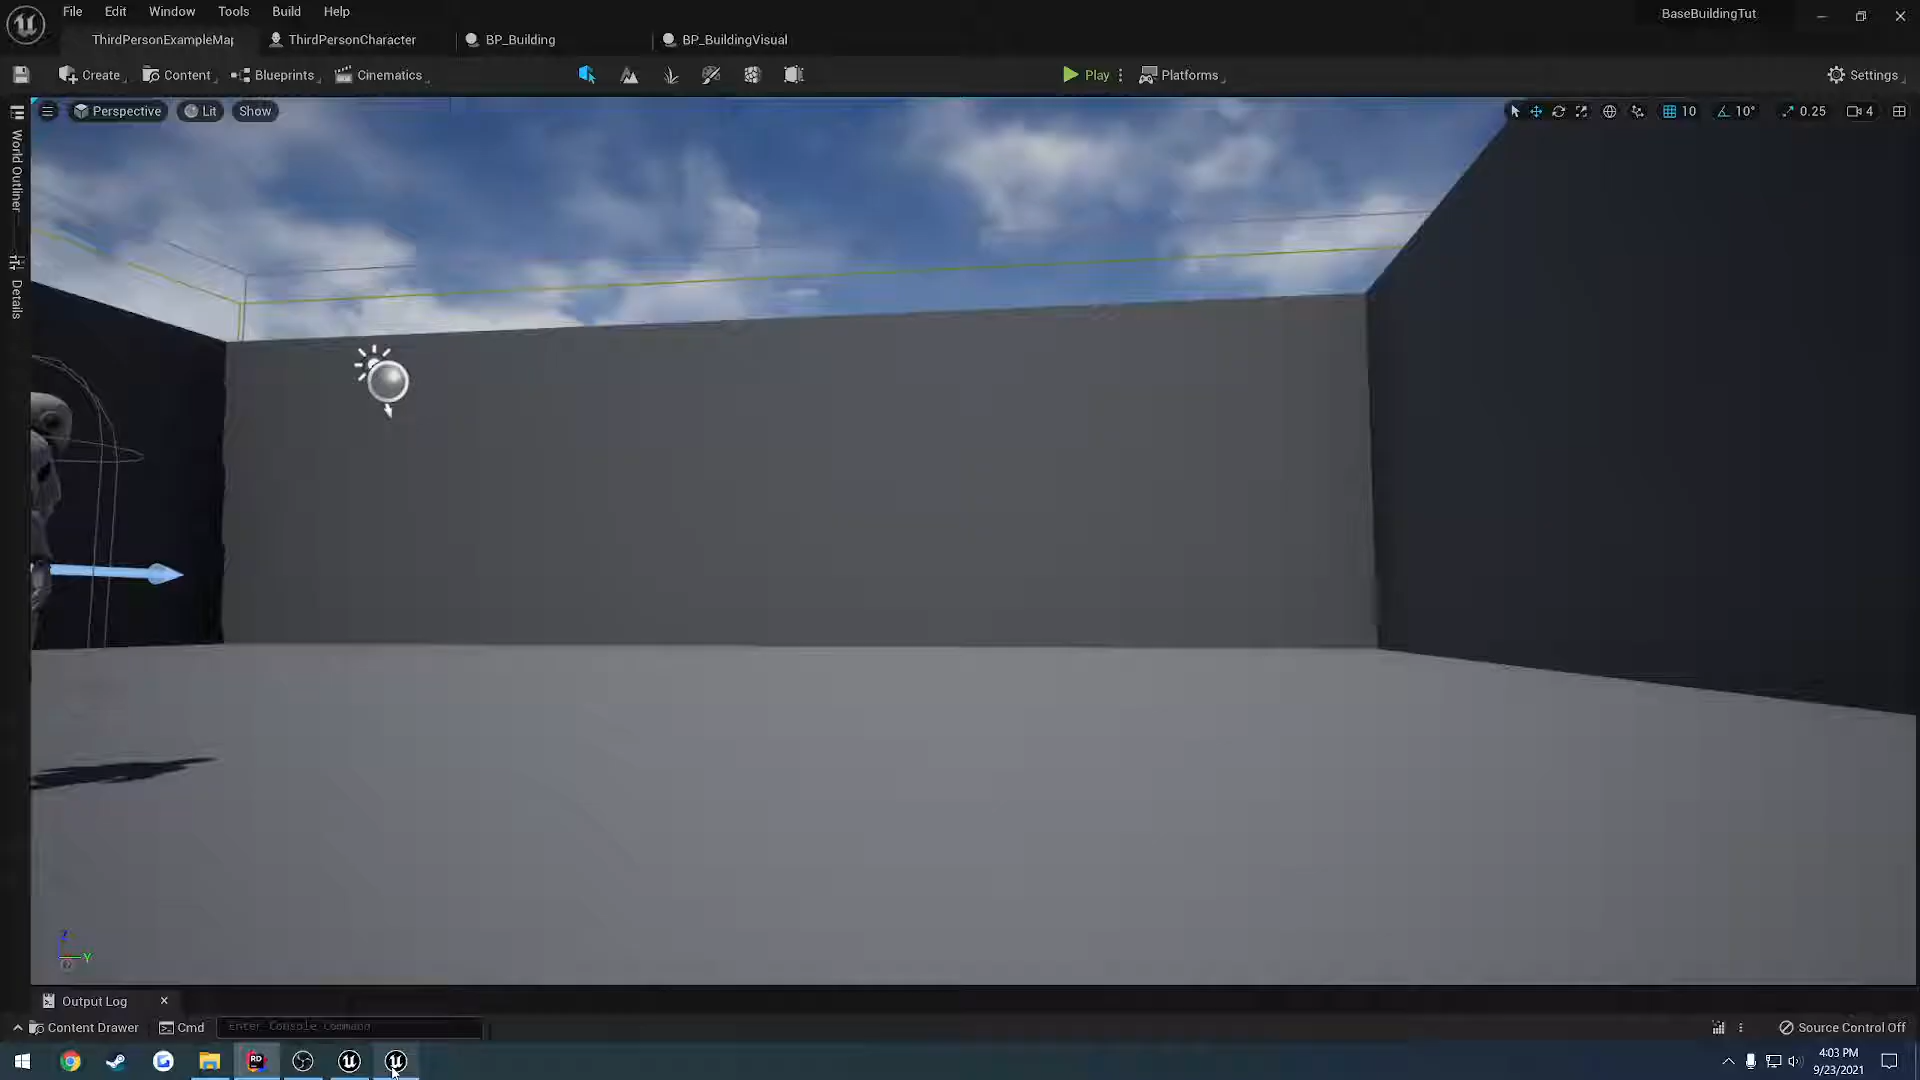 File Edit Window Tools Build Help
BaseBuildingTut
ThirdPersonExampleMap
ThirdPersonCharacter
BP_Building
BP_BuildingVisual
Create
Content
Blueprints
Cinematics
Play
Platforms
Settings
Perspective
Lit
Show
10
10°
0.25
4
World Outliner
Details
Z
Y
Output Log
Content Drawer
Cmd
Enter Console Command
Source Control Off
RD
4:03 PM
9/23/2021